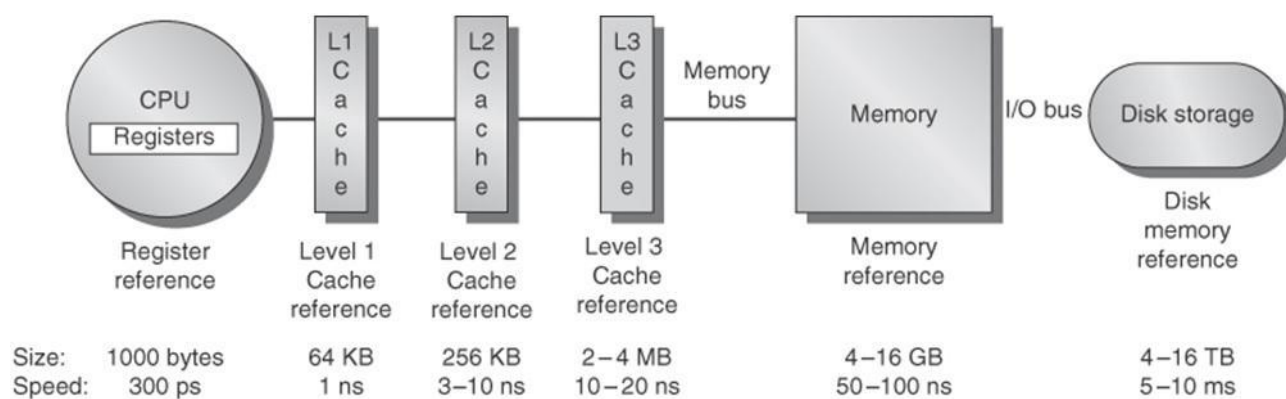 CPU
Registers
L1
C
a
c
h
e
L2
C
a
c
h
e
L3
C
a
c
h
e
Memory
bus
Memory
I/O bus
Disk storage
Register
reference
Level 1
Cache
reference
Level 2
Cache
reference
Level 3
Cache
reference
Memory
reference
Disk
memory
reference
Size: 1000 bytes 64 KB 256 KB 2–4 MB 4–16 GB 4–16 TB
Speed: 300 ps 1 ns 3–10 ns 10–20 ns 50–100 ns 5–10 ms